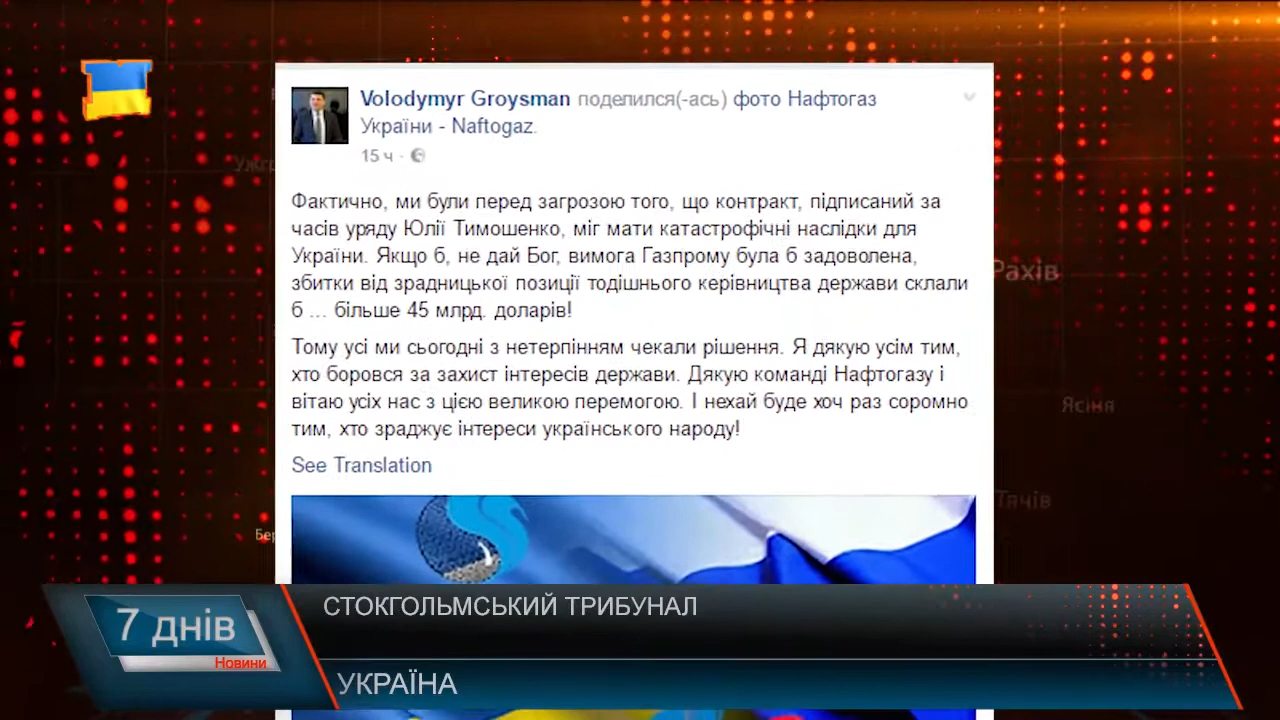 Volodymyr Groysman поделился(-ась) фото Нафтогаз
України - Naftogaz.
15 ч ·
Фактично, ми були перед загрозою того, що контракт, підписаний за
часів уряду Юлії Тимошенко, міг мати катастрофічні наслідки для
України. Якщо б, не дай Бог, вимога Газпрому була б задоволена,
збитки від зрадницької позиції тодішнього керівництва держави склали
б ... більше 45 млрд. доларів!
Тому усі ми сьогодні з нетерпінням чекали рішення. Я дякую усім тим,
хто боровся за захист інтересів держави. Дякую команді Нафтогазу і
вітаю усіх нас з цією великою перемогою. І нехай буде хоч раз соромно
тим, хто зраджує інтереси українського народу!
See Translation
Рахів
Ясіня
Тячів
СТОКГОЛЬМСЬКИЙ ТРИБУНАЛ
7 днів
Новини
УКРАЇНА